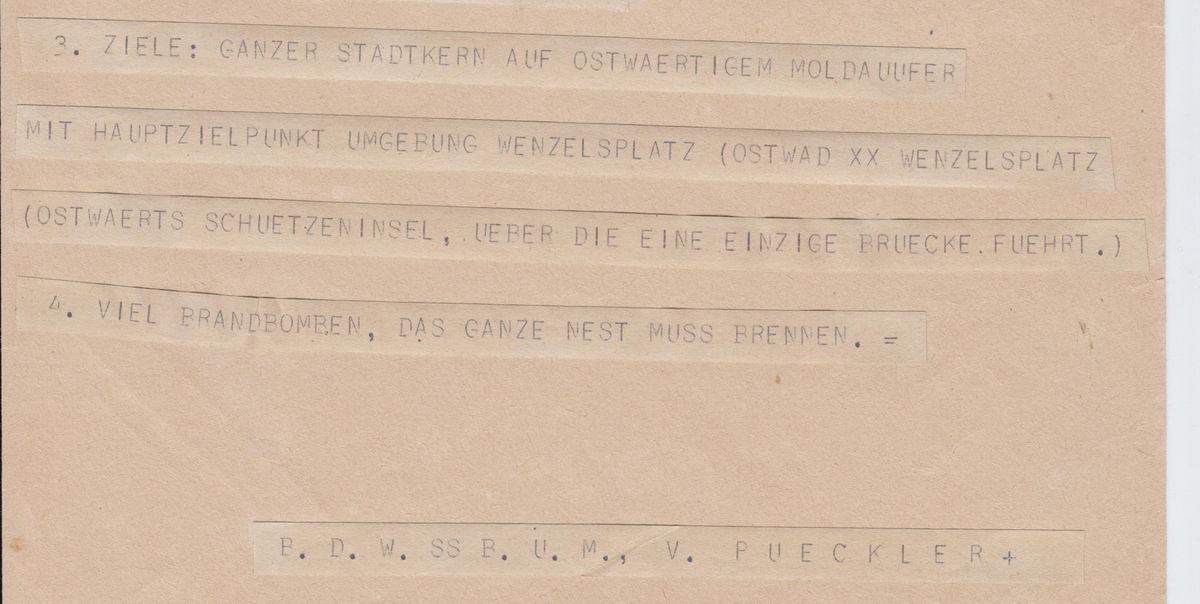 3. ZIELE: GANZER STADTKERN AUF OSTWAERTIGEM MOLDAUUFER
MIT HAUPTZIELPUNKT UMGEBUNG WENZELSPLATZ (OSTWAD XX WENZELSPLATZ
(OSTWAERTS SCHUETZENINSEL, UEBER DIE EINE EINZIGE BRUECKE FUEHRT.)
4. VIEL BRANDBOMBEN, DAS GANZE NEST MUSS BRENNEN. =
B. D. W. SS B. U. M., V. PUECKLER+